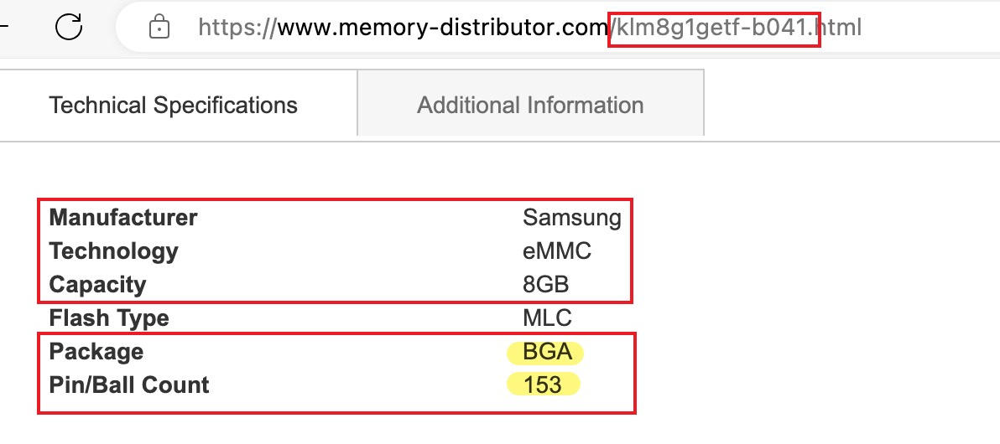 https://www.memory-distributor.com/klm8g1getf-b041.html
Technical Specifications
Additional Information
Manufacturer Samsung
Technology eMMC
Capacity 8GB
Flash Type MLC
Package BGA
Pin/Ball Count 153